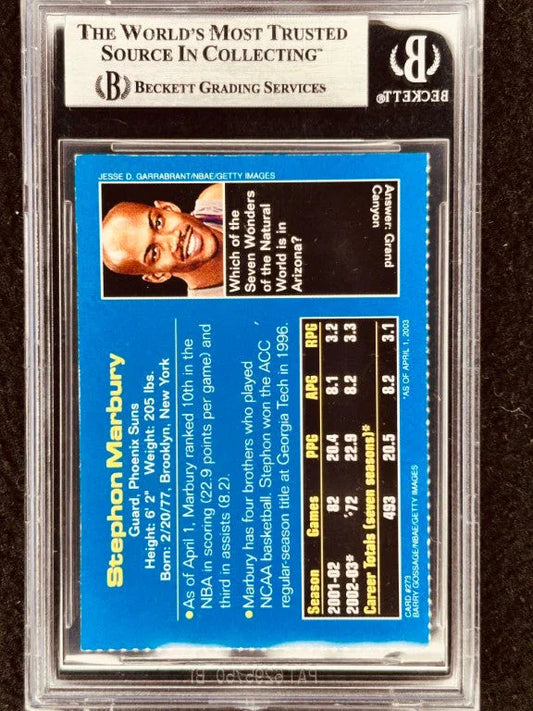 THE WORLD'S MOST TRUSTED
SOURCE IN COLLECTING™
B BECKETT GRADING SERVICES
B
BECKETT®
Stephon Marbury
Guard, Phoenix Suns
Height: 6' 2" Weight: 205 lbs.
Born: 2/20/77, Brooklyn, New York
•As of April 1, Marbury ranked 10th in the
NBA in scoring (22.9 points per game) and
third in assists (8.2).
•Marbury has four brothers who played
NCAA basketball. Stephon won the ACC
regular-season title at Georgia Tech in 1996.
Season Games PPG APG RPG
2001-02 82 20.4 8.1 3.2
2002-03* 72 22.9 8.2 3.3
Career Totals (seven seasons)*
493 20.5 8.2 3.1
CARD #273 *AS OF APRIL 1, 2003
BARRY GOSSAGE/NBAE/GETTY IMAGES
JESSE D. GARRABRANT/NBAE/GETTY IMAGES
Which of the
Seven Wonders
of the Natural
World is in
Arizona?
Answer: Grand
Canyon